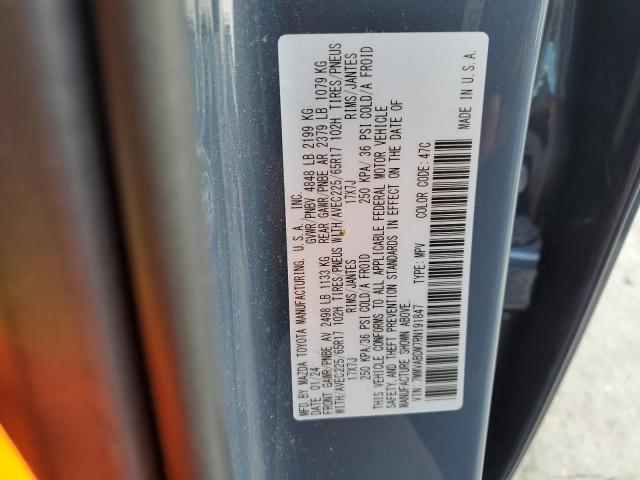 MFD BY MAZDA TOYOTA MANUFACTURING, U.S.A. INC.
DATE: 01/24 GVWR/PNBV 4848 LB 2199 KG
FRONT GAWR/PNBE AV 2498 LB 1133 KG REAR GAWR/PNBE AR 2379 LB 1079 KG
WITH/AVEC225/65R17 102H TIRES/PNEUS WITH/AVEC225/65R17 102H TIRES/PNEUS
17X7J RIMS/JANTES 17X7J RIMS/JANTES
250 KPA/36 PSI COLD/A FROID 250 KPA/36 PSI COLD/A FROID
THIS VEHICLE CONFORMS TO ALL APPLICABLE FEDERAL MOTOR VEHICLE
SAFETY AND THEFT PREVENTION STANDARDS IN EFFECT ON THE DATE OF
MANUFACTURE SHOWN ABOVE.
VIN: 7MMVABDM7RN191847 TYPE: MPV COLOR CODE: 47C
MADE IN U.S.A.